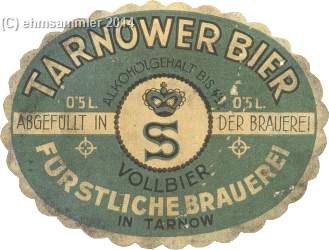 (C) ehmsammler 2014
TARNOWER BIER
ALKOHOLGEHALT BIS
0'5 L. 0'5 L.
ABGEFÜLLT IN DER BRAUEREI
S
VOLLBIER
FÜRSTLICHE BRAUEREI
IN TARNOW